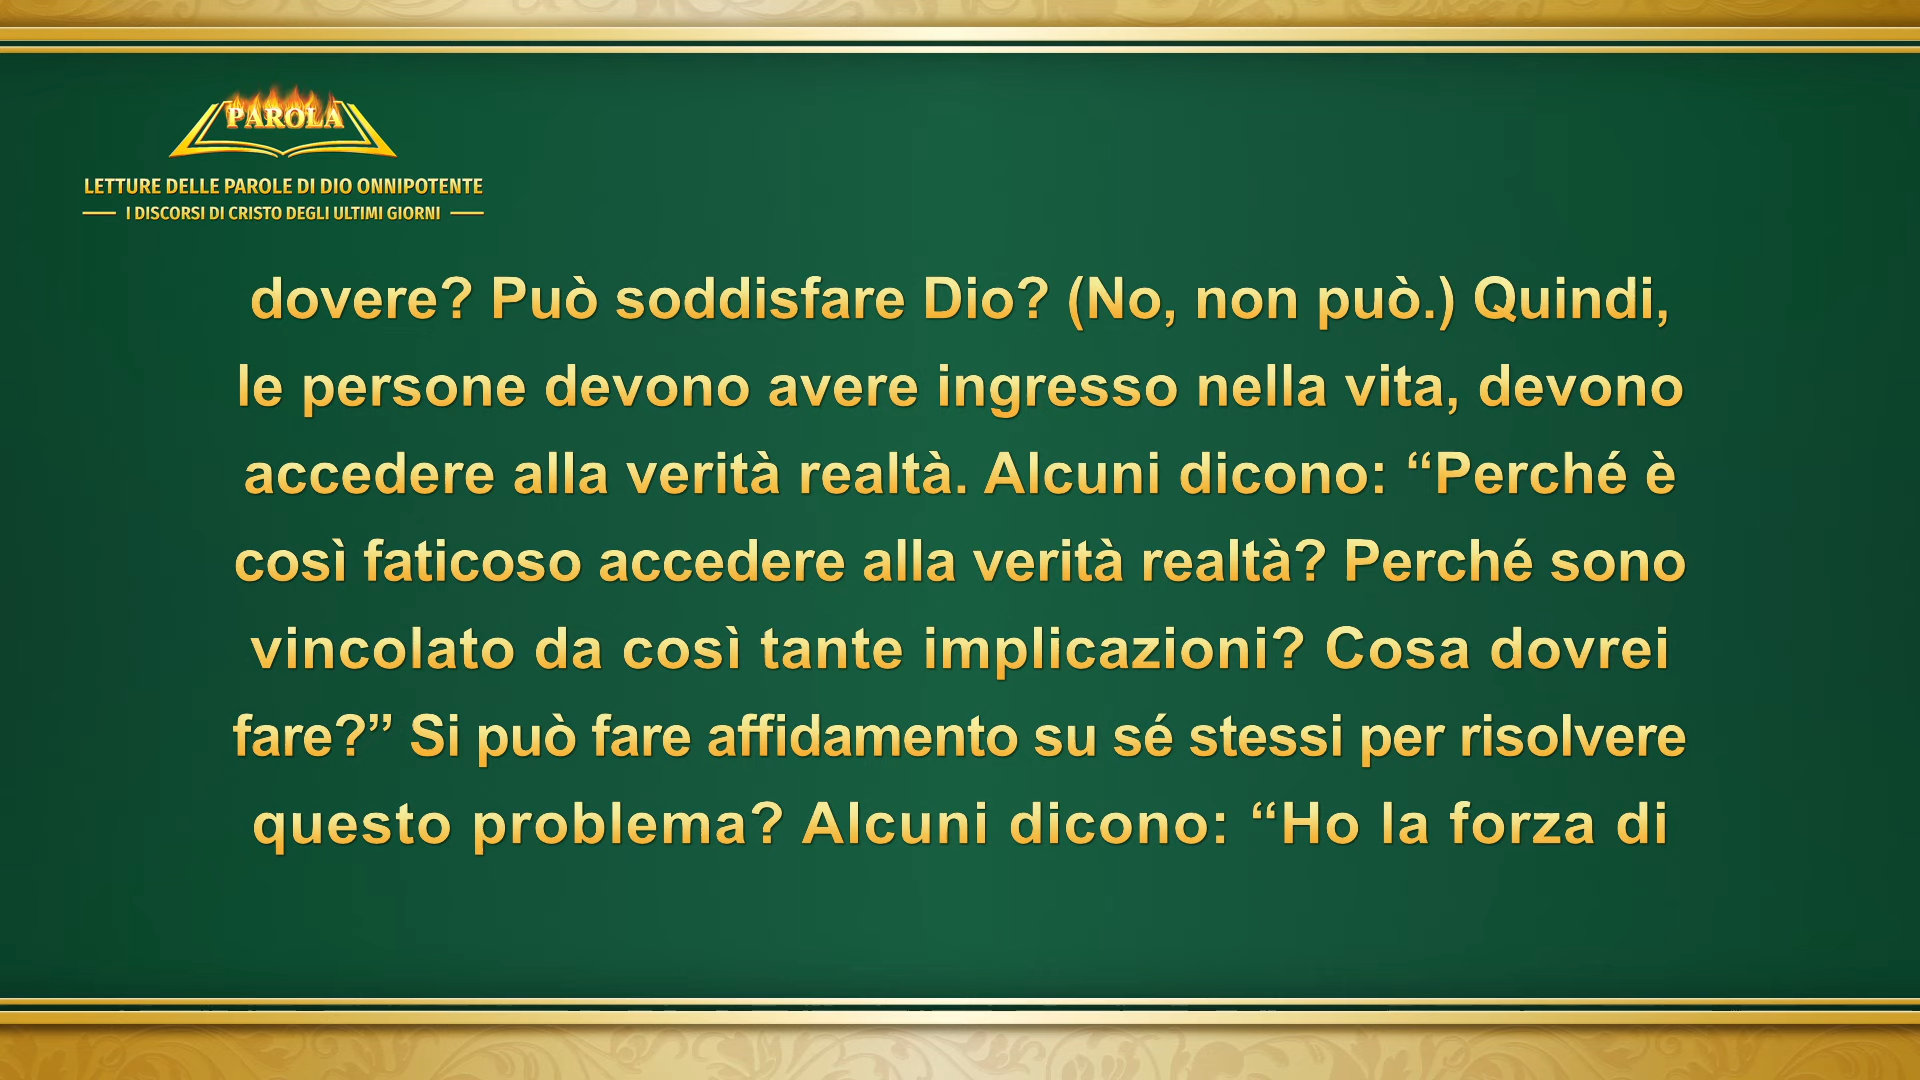 PAROLA
LETTURE DELLE PAROLE DI DIO ONNIPOTENTE
I DISCORSI DI CRISTO DEGLI ULTIMI GIORNI
dovere? Può soddisfare Dio? (No, non può.) Quindi,
le persone devono avere ingresso nella vita, devono
accedere alla verità realtà. Alcuni dicono: “Perché è
così faticoso accedere alla verità realtà? Perché sono
vincolato da così tante implicazioni? Cosa dovrei
fare?” Si può fare affidamento su sé stessi per risolvere
questo problema? Alcuni dicono: “Ho la forza di